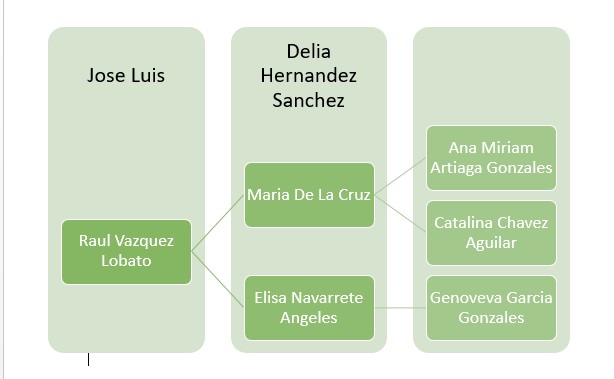 Jose Luis
Delia
Hernandez
Sanchez
Raul Vazquez
Lobato
Maria De La Cruz
Elisa Navarrete
Angeles
Ana Miriam
Artiaga Gonzales
Catalina Chavez
Aguilar
Genoveva Garcia
Gonzales